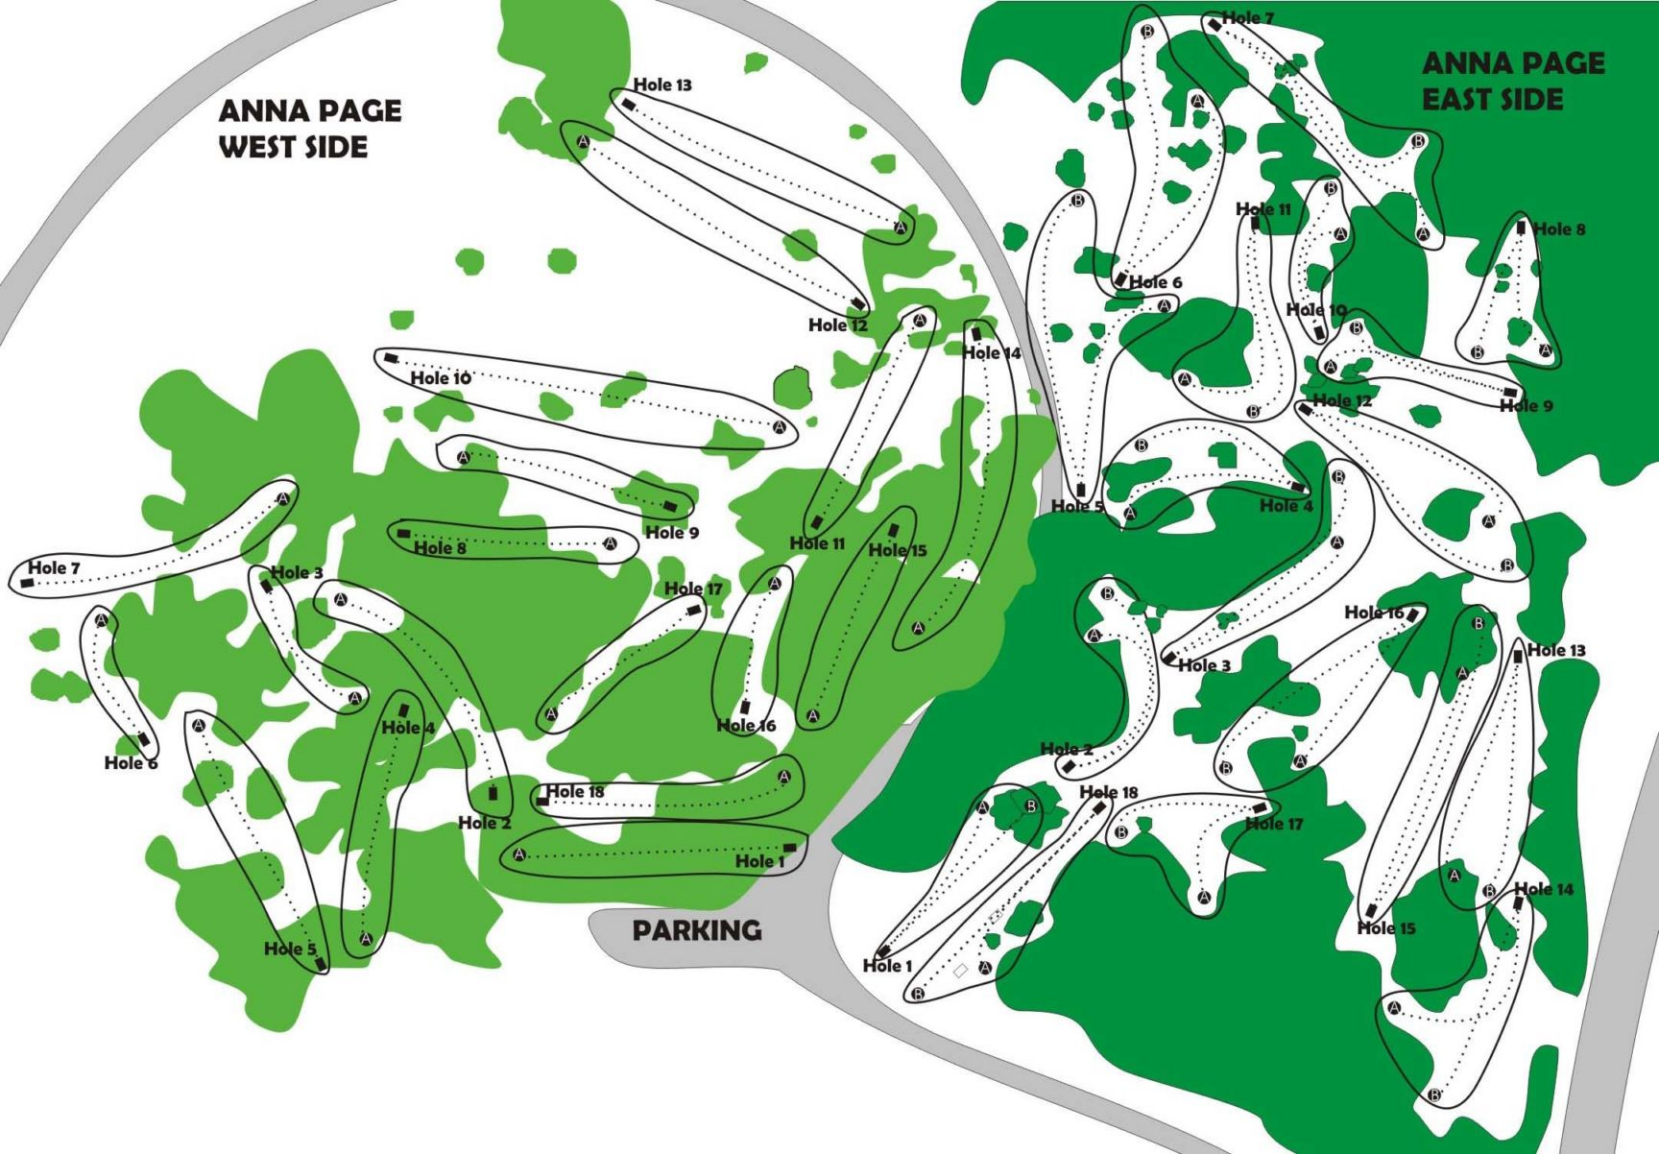 ANNA PAGE
WEST SIDE
Hole 13
A
A
A
Hole 12
A
Hole 14
Hole 10
A
A
Hole 9
Hole 8
A
Hole 11
Hole 15
A
Hole 7
Hole 3
A
A
Hole 17
A
A
Hole 6
A
Hole 4
A
Hole 16
A
A
Hole 5
A
Hole 2
Hole 18
A
A
Hole 1
PARKING
ANNA PAGE
EAST SIDE
Hole 7
B
A
B
A
B
Hole 6
A
Hole 5
Hole 11
A
B
B
A
Hole 10
Hole 8
B
A
B
A
Hole 9
Hole 12
A
B
B
A
Hole 4
B
A
Hole 3
B
A
Hole 2
Hole 16
B
A
B
A
Hole 15
Hole 13
A
B
Hole 14
A
B
A
B
Hole 1
Hole 18
A
B
Hole 17
B
A